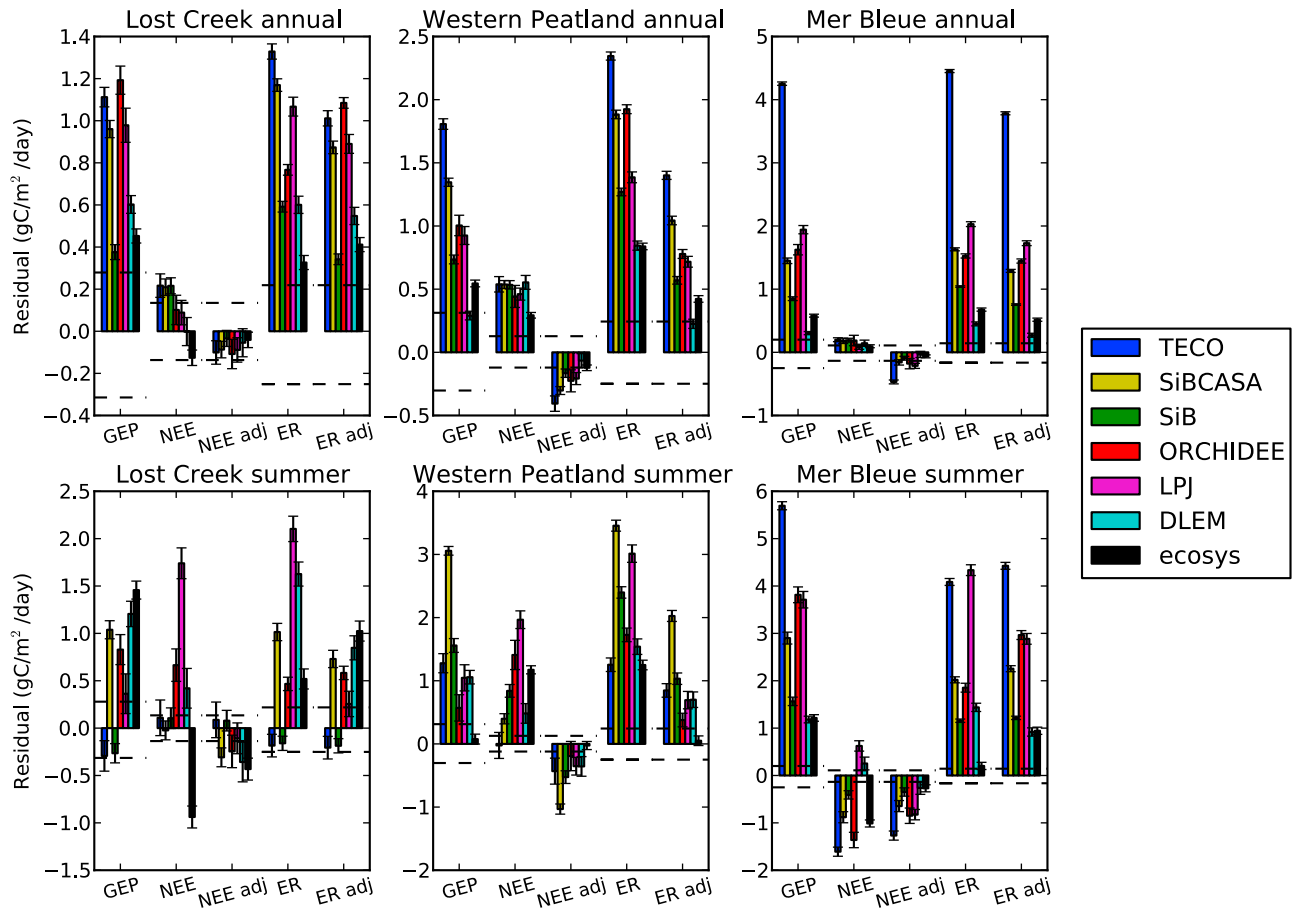 Lost Creek annual
Western Peatland annual
Mer Bleue annual
Residual (gC/m² /day)
1.4
1.2
1.0
0.8
0.6
0.4
0.2
0.0
−0.2
−0.4
GEP NEE NEE adj ER ER adj
2.5
2.0
1.5
1.0
0.5
0.0
−0.5
GEP NEE NEE adj ER ER adj
5
4
3
2
1
0
−1
GEP NEE NEE adj ER ER adj
Lost Creek summer
Western Peatland summer
Mer Bleue summer
Residual (gC/m² /day)
2.5
2.0
1.5
1.0
0.5
0.0
−0.5
−1.0
−1.5
GEP NEE NEE adj ER ER adj
4
3
2
1
0
−1
−2
GEP NEE NEE adj ER ER adj
6
5
4
3
2
1
0
−1
−2
GEP NEE NEE adj ER ER adj
TECO
SiBCASA
SiB
ORCHIDEE
LPJ
DLEM
ecosys